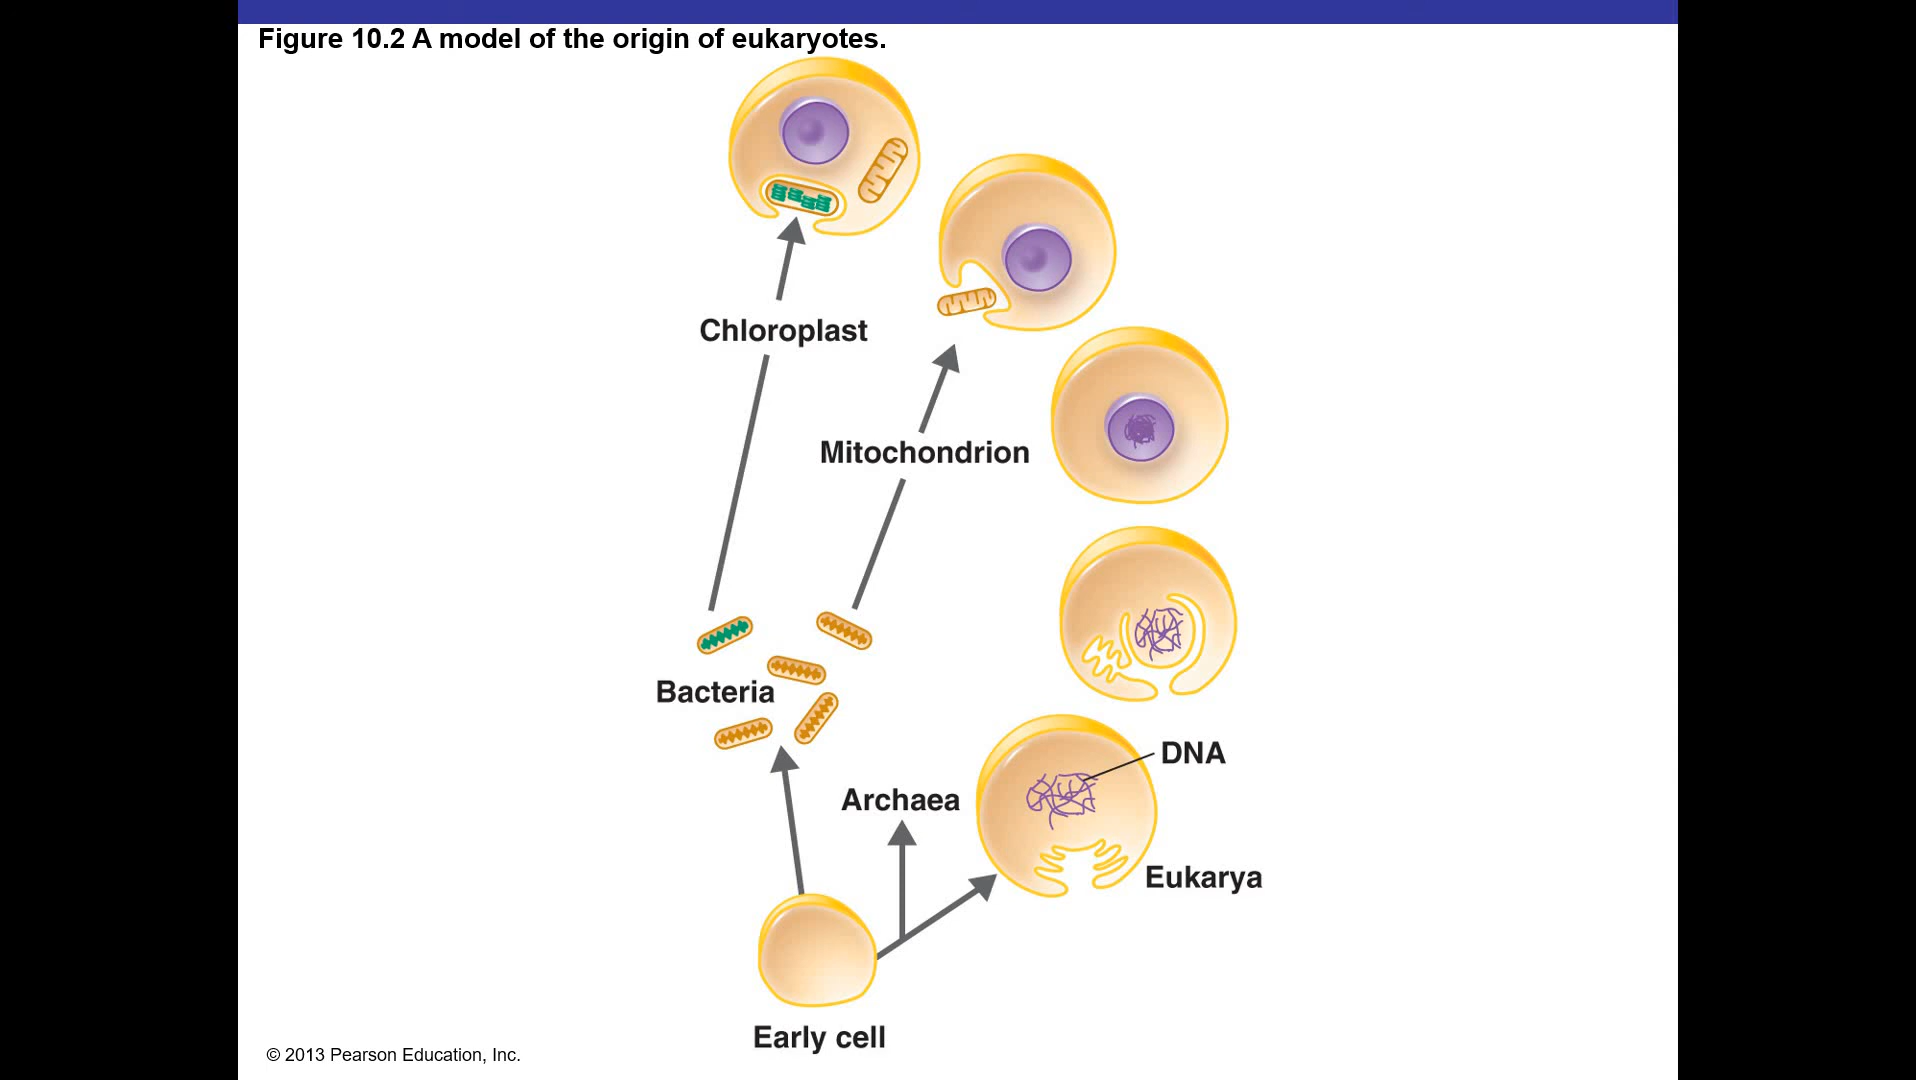 Figure 10.2 A model of the origin of eukaryotes.
Chloroplast
Mitochondrion
Bacteria
DNA
Archaea
Eukarya
Early cell
© 2013 Pearson Education, Inc.